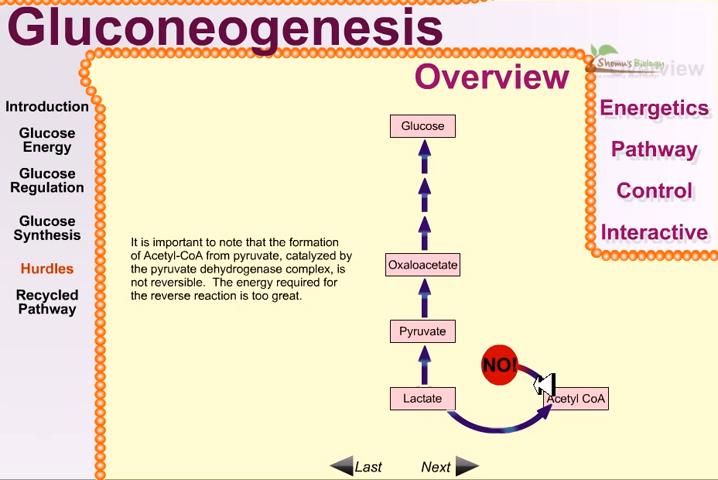 Gluconeogenesis
Overview
Shomu's Biology
Introduction
Glucose
Energy
Glucose
Regulation
Glucose
Synthesis
Hurdles
Recycled
Pathway
It is important to note that the formation
of Acetyl-CoA from pyruvate, catalyzed by
the pyruvate dehydrogenase complex, is
not reversible. The energy required for
the reverse reaction is too great.
Glucose
Oxaloacetate
Pyruvate
NO!
Lactate
Acetyl CoA
Last
Next
Overview
Energetics
Pathway
Control
Interactive